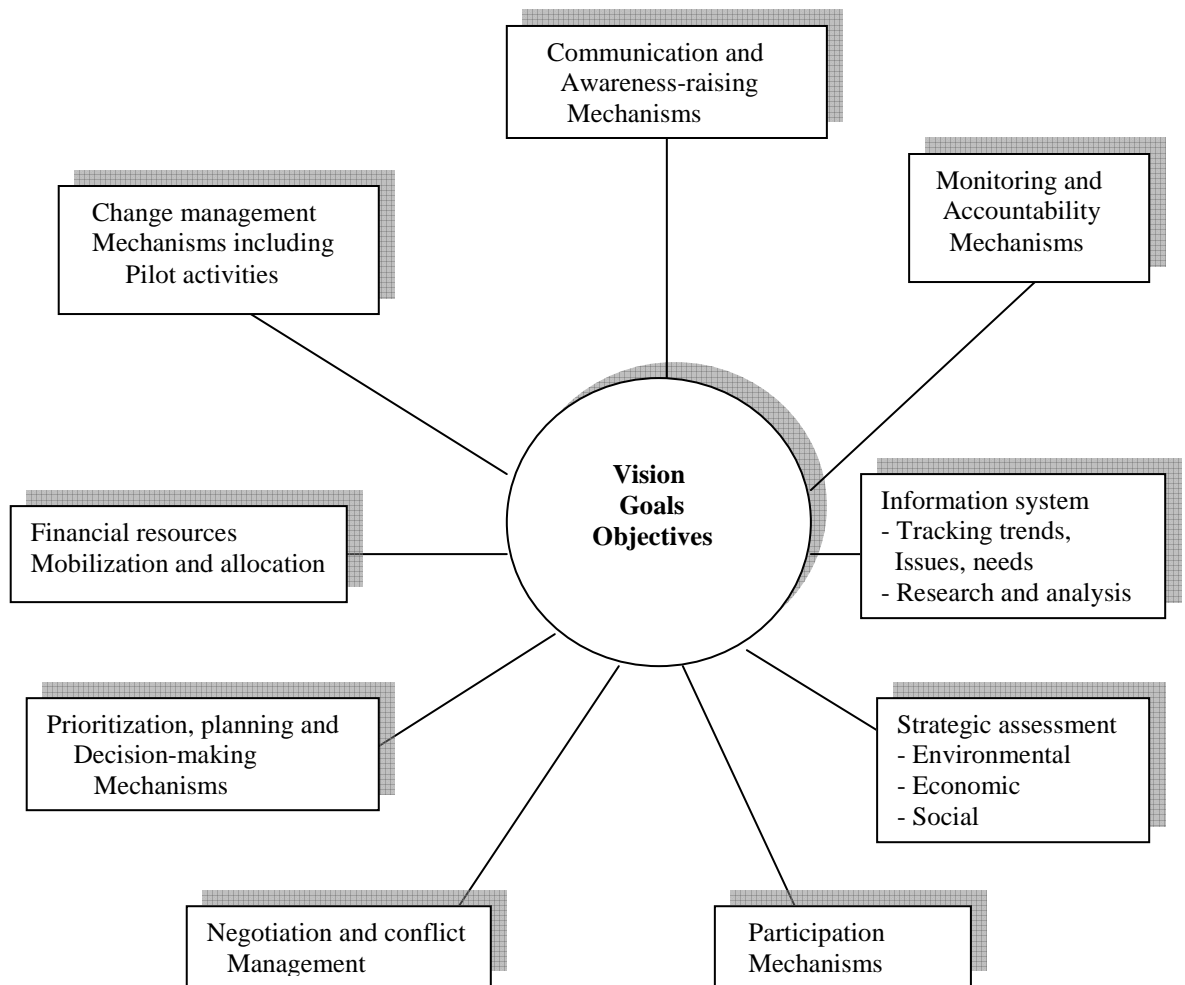 Communication and
Awareness-raising
Mechanisms
Monitoring and
Accountability
Mechanisms
Change management
Mechanisms including
Pilot activities
Vision
Goals
Objectives
Information system
- Tracking trends,
Issues, needs
- Research and analysis
Financial resources
Mobilization and allocation
Prioritization, planning and
Decision-making
Mechanisms
Strategic assessment
- Environmental
- Economic
- Social
Negotiation and conflict
Management
Participation
Mechanisms